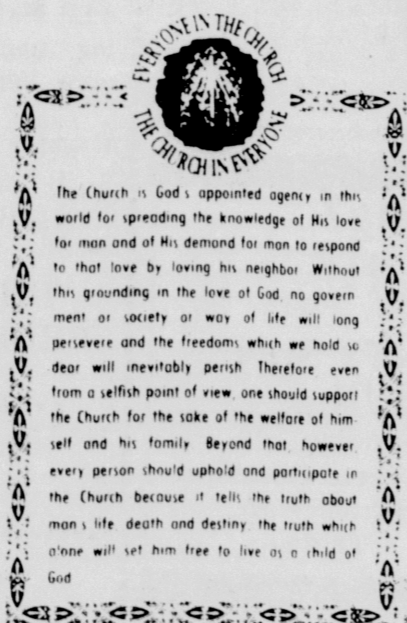 EVERYONE IN THE CHURCH
THE CHURCH IN EVERYONE
The Church is God's appointed agency in this
world for spreading the knowledge of His love
for man and of His demand for man to respond
to that love by loving his neighbor Without
this grounding in the love of God, no govern
ment or society or way of life will long
persevere and the freedoms which we hold so
dear will inevitably perish Therefore even
from a selfish point of view, one should support
the Church for the sake of the welfare of him-
self and his family Beyond that, however,
every person should uphold and participate in
the Church because it tells the truth about
man's life, death and destiny, the truth which
alone will set him free to live as a child of
God